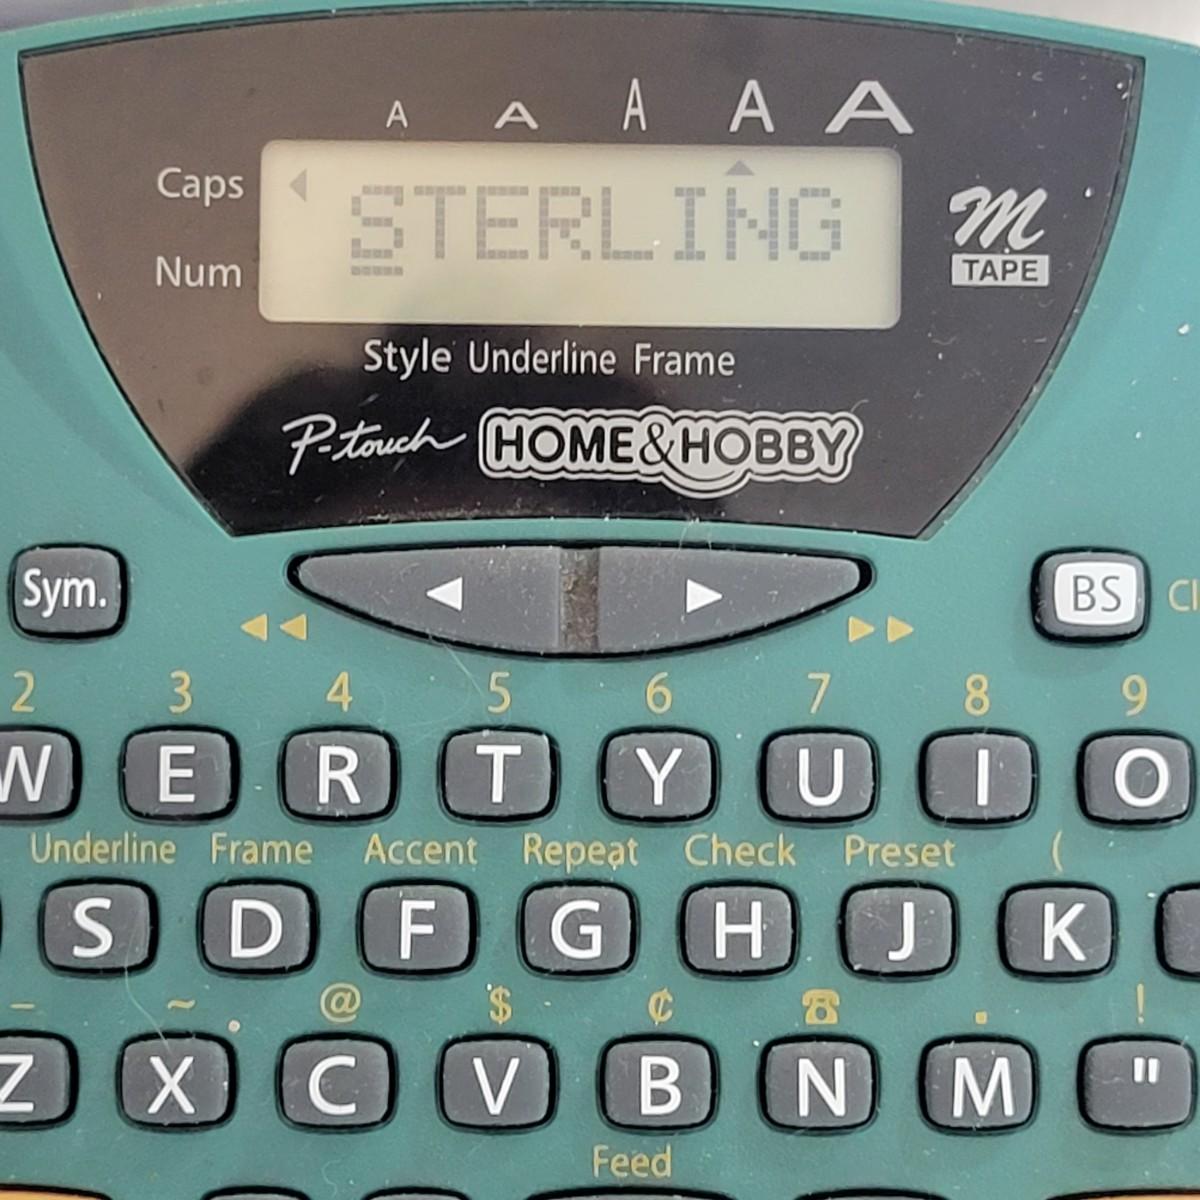 A A A A A
Caps
STERLING
Num
M TAPE
Style Underline Frame
P-touch HOME&HOBBY
Sym. BS
2 3 4 5 6 7 8 9
W E R T Y U I O
Underline Frame Accent Repeat Check Preset (
S D F G H J K
- ~ @ $ ¢ ☎ . !
Z X C V B N M "
Feed